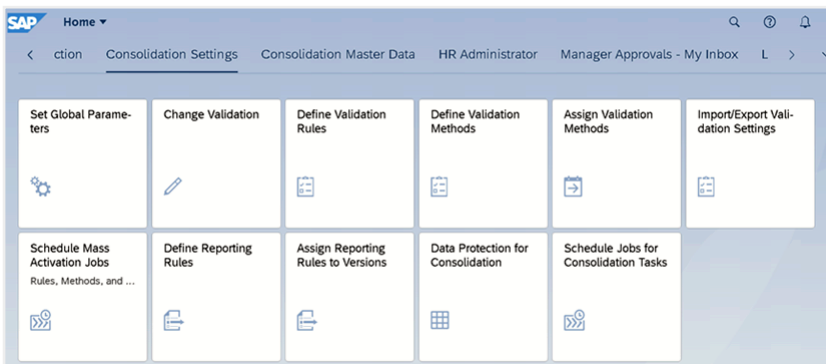 SAP Home
ction Consolidation Settings Consolidation Master Data HR Administrator Manager Approvals - My Inbox L
Set Global Parame-
ters
Change Validation
Define Validation
Rules
Define Validation
Methods
Assign Validation
Methods
Import/Export Vali-
dation Settings
Schedule Mass
Activation Jobs
Rules, Methods, and ...
Define Reporting
Rules
Assign Reporting
Rules to Versions
Data Protection for
Consolidation
Schedule Jobs for
Consolidation Tasks